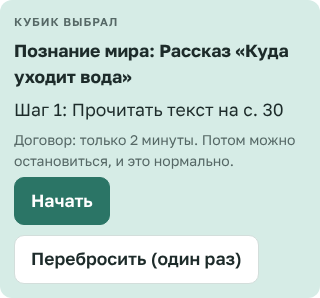 КУБИК ВЫБРАЛ
Познание мира: Рассказ «Куда
уходит вода»
Шаг 1: Прочитать текст на с. 30
Договор: только 2 минуты. Потом можно
остановиться, и это нормально.
Начать
Перебросить (один раз)